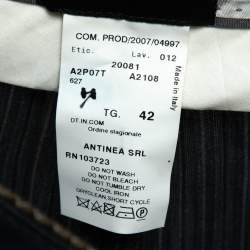 COM. PROD/2007/04997
Etic. Lav. 012
20081
A2P07T A2108
627
Made in Italy
TG. 42
DT.IN.COM
Ordine stagionale
ANTINEA SRL
RN103723
DO NOT WASH
DO NOT BLEACH
DO NOT TUMBLE DRY
COOL IRON
DRYCLEAN,SHORT CYCLE
P